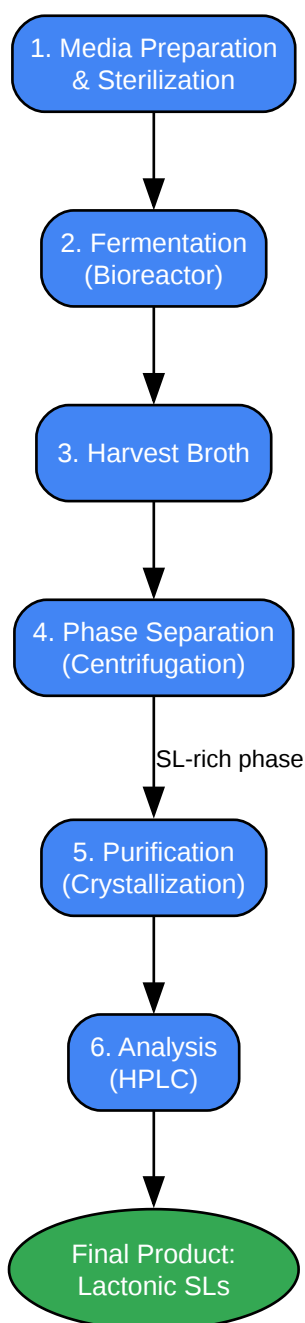 1. Media Preparation
& Sterilization
2. Fermentation
(Bioreactor)
3. Harvest Broth
4. Phase Separation
(Centrifugation)
SL-rich phase
5. Purification
(Crystallization)
6. Analysis
(HPLC)
Final Product:
Lactonic SLs